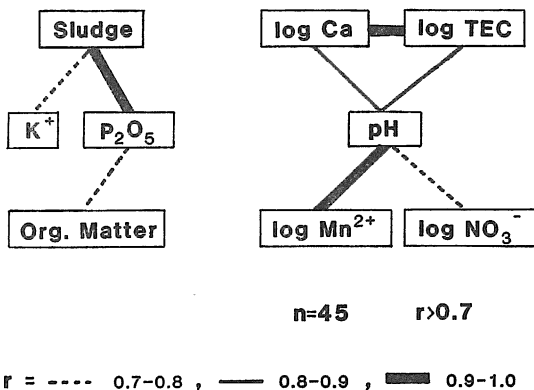 Sludge
log Ca
log TEC
K⁺
P₂O₅
pH
Org. Matter
log Mn²⁺
log NO₃⁻
n=45 r>0.7
r = ---- 0.7-0.8 , — 0.8-0.9 , ▬ 0.9-1.0